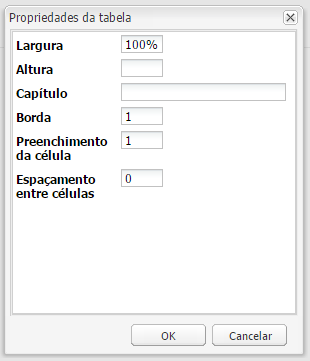 Propriedades da tabela
Largura 100%
Altura
Capítulo
Borda 1
Preenchimento 1
da célula
Espaçamento 0
entre células
OK Cancelar